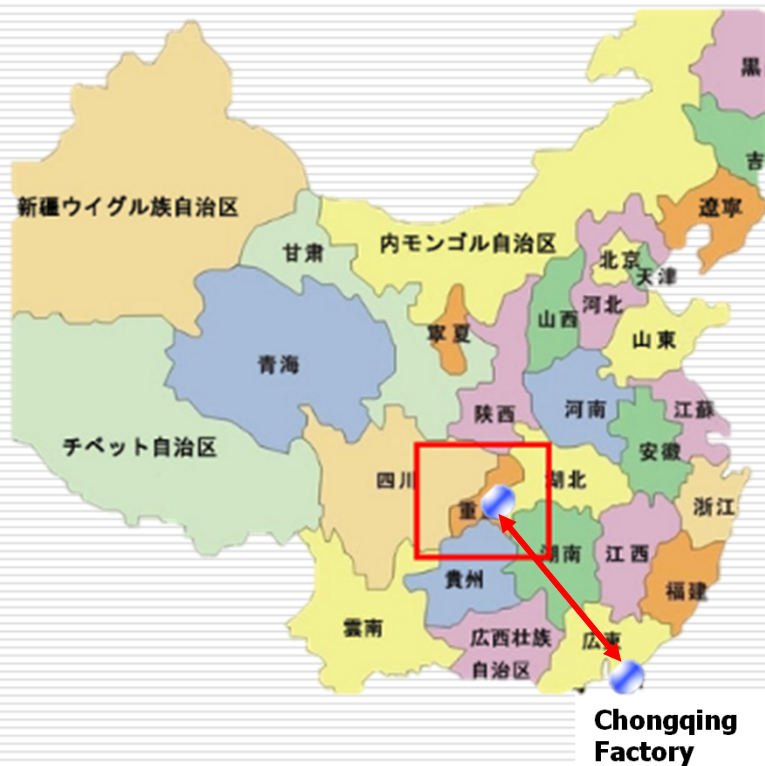 黒
吉
遼寧
新疆ウイグル族自治区
甘肃
内モンゴル自治区
北京
天津
河北
山西
寧夏
山東
青海
陕西
河南
江蘇
チベット自治区
安徽
四川
湖北
重
浙江
湖南
江西
貴州
福建
雲南
広西壮族
自治区
広東
Chongqing
Factory